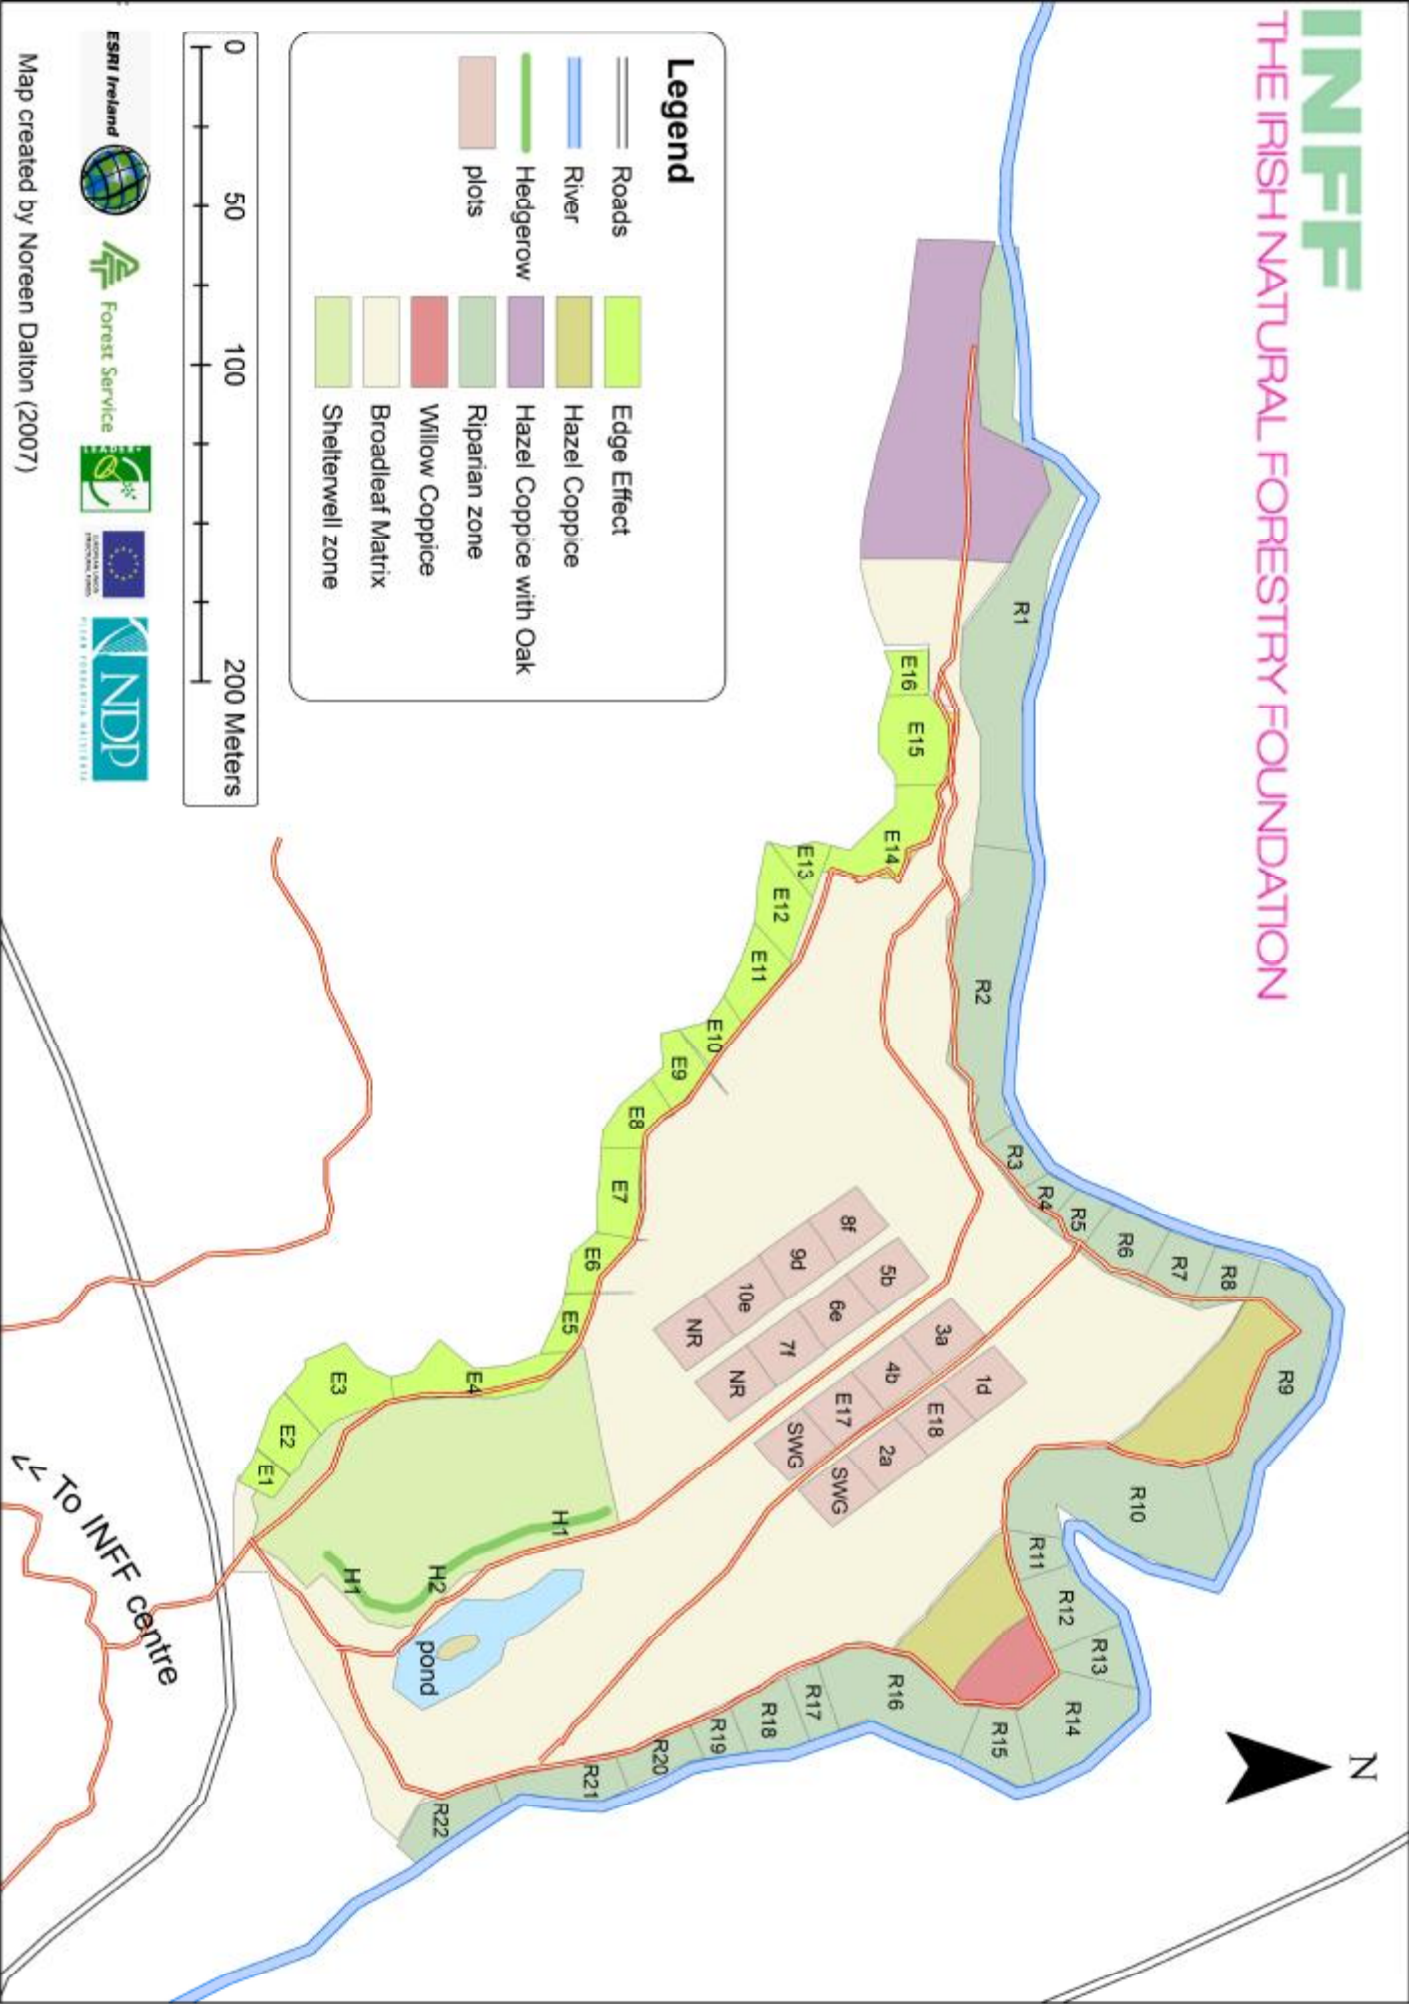 INFF
THE IRISH NATURAL FORESTRY FOUNDATION
N
R1
R2
R3
R4
R5
R6
R7
R8
R9
R10
R11
R12
R13
R14
R15
R16
R17
R18
R19
R20
R21
R22
E16
E15
E14
E13
E12
E11
E10
E9
E8
E7
E6
E5
E4
E3
E2
E1
8f
9d
10e
NR
5b
6e
7f
NR
3a
4b
E17
SWG
1d
E18
2a
SWG
H1
H2
H1
pond
<< To INFF centre
Legend
Roads
River
Hedgerow
plots
Edge Effect
Hazel Coppice
Hazel Coppice with Oak
Riparian zone
Willow Coppice
Broadleaf Matrix
Shelterwell zone
0 50 100 200 Meters
ESRI Ireland
Forest Service
LEADER+
NDP
Map created by Noreen Dalton (2007)